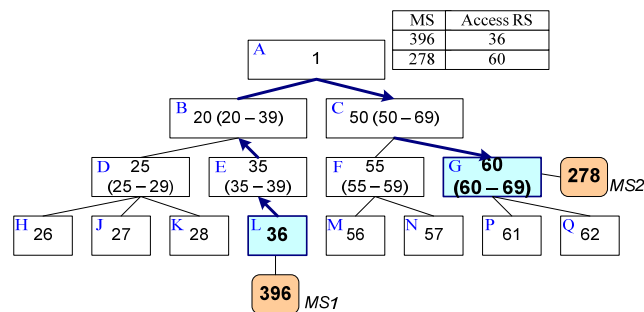 MS Access RS
396 36
278 60
A 1
B 20 (20 – 39)
C 50 (50 – 69)
D 25
(25 – 29)
E 35
(35 – 39)
F 55
(55 – 59)
G 60
(60 – 69)
278 MS2
H 26
J 27
K 28
L 36
M 56
N 57
P 61
Q 62
396 MS1